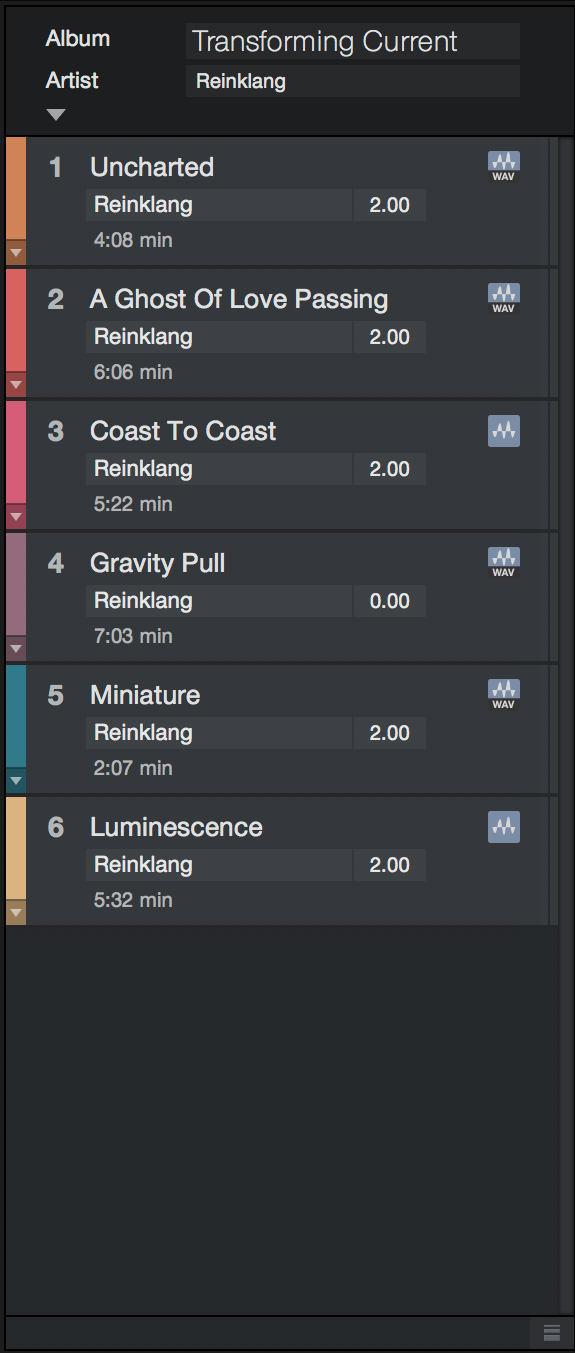 Album Transforming Current
Artist Reinklang
1 Uncharted WAV
Reinklang 2.00
4:08 min
2 A Ghost Of Love Passing WAV
Reinklang 2.00
6:06 min
3 Coast To Coast
Reinklang 2.00
5:22 min
4 Gravity Pull WAV
Reinklang 0.00
7:03 min
5 Miniature WAV
Reinklang 2.00
2:07 min
6 Luminescence
Reinklang 2.00
5:32 min